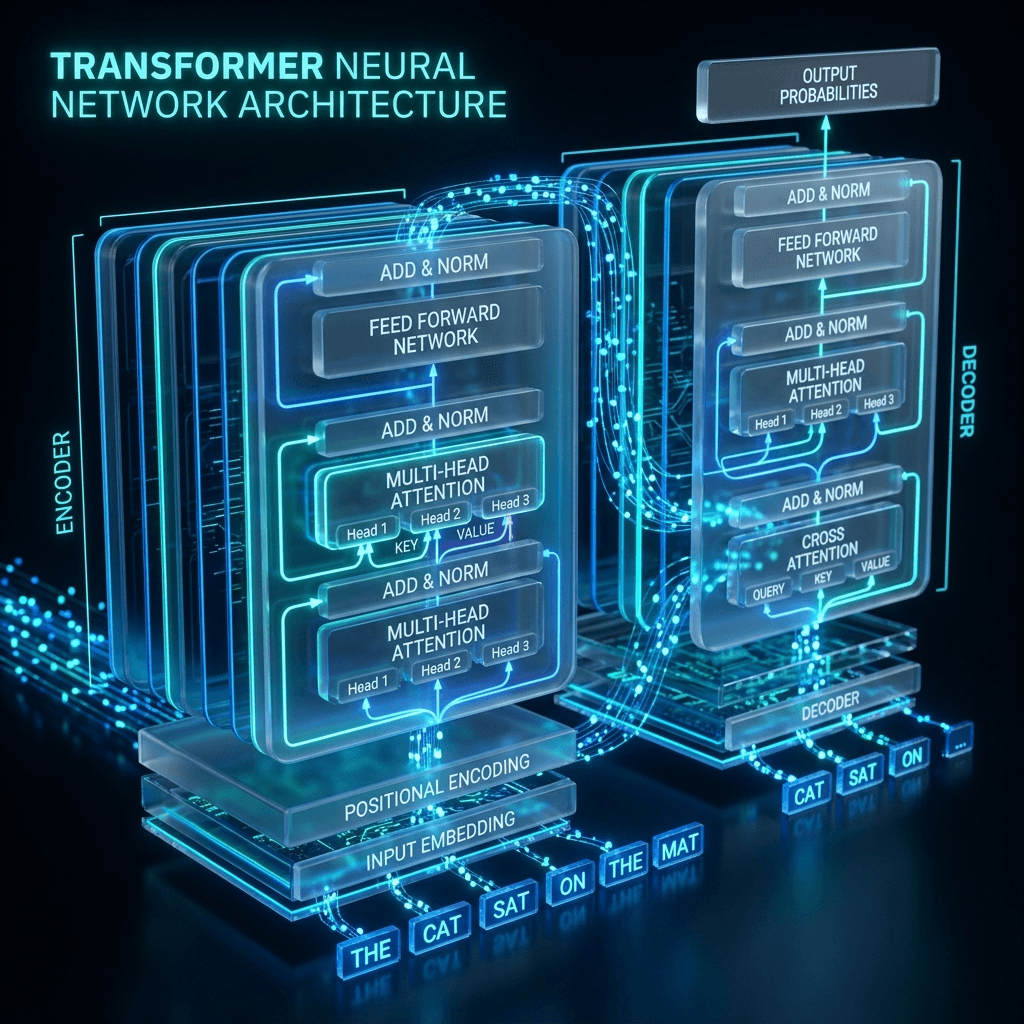 TRANSFORMER NEURAL
NETWORK ARCHITECTURE
ENCODER
ADD & NORM
FEED FORWARD
NETWORK
ADD & NORM
MULTI-HEAD
ATTENTION
Head 1
Head 2
Head 3
KEY
VALUE
ADD & NORM
MULTI-HEAD
ATTENTION
Head 1
Head 2
Head 3
POSITIONAL ENCODING
INPUT EMBEDDING
THE
CAT
SAT
ON
THE
MAT
OUTPUT
PROBABILITIES
DECODER
ADD & NORM
FEED FORWARD
NETWORK
ADD & NORM
MULTI-HEAD
ATTENTION
Head 1
Head 2
Head 3
ADD & NORM
CROSS
ATTENTION
QUERY
KEY
VALUE
DECODER
CAT
SAT
ON
...